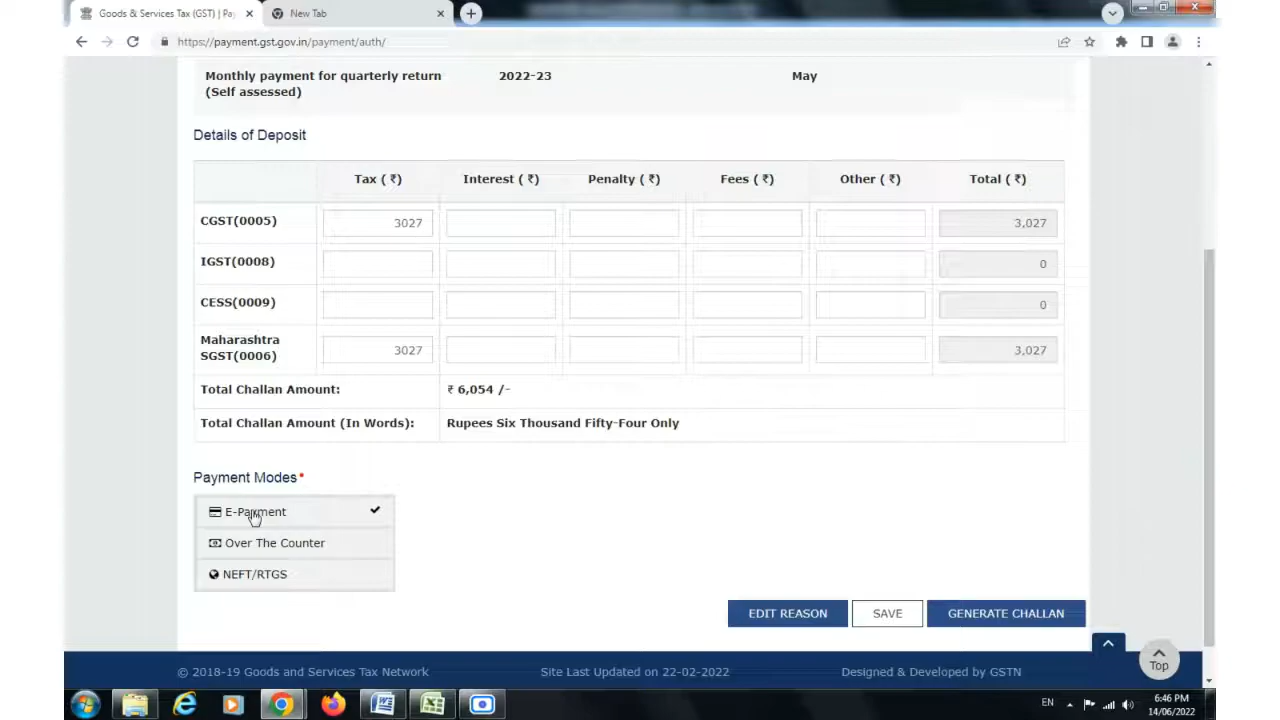 Goods & Services Tax (GST) | Pay
New Tab
https://payment.gst.gov.in/payment/auth/
Monthly payment for quarterly return 2022-23 May
(Self assessed)
Details of Deposit
Tax ( ₹) Interest ( ₹) Penalty ( ₹) Fees ( ₹) Other ( ₹) Total ( ₹)
CGST(0005) 3027 3,027
IGST(0008) 0
CESS(0009) 0
Maharashtra
SGST(0006) 3027 3,027
Total Challan Amount: ₹ 6,054 /-
Total Challan Amount (In Words): Rupees Six Thousand Fifty-Four Only
Payment Modes*
E-Payment
Over The Counter
NEFT/RTGS
EDIT REASON SAVE GENERATE CHALLAN
Top
© 2018-19 Goods and Services Tax Network Site Last Updated on 22-02-2022 Designed & Developed by GSTN
EN 6:46 PM
14/06/2022